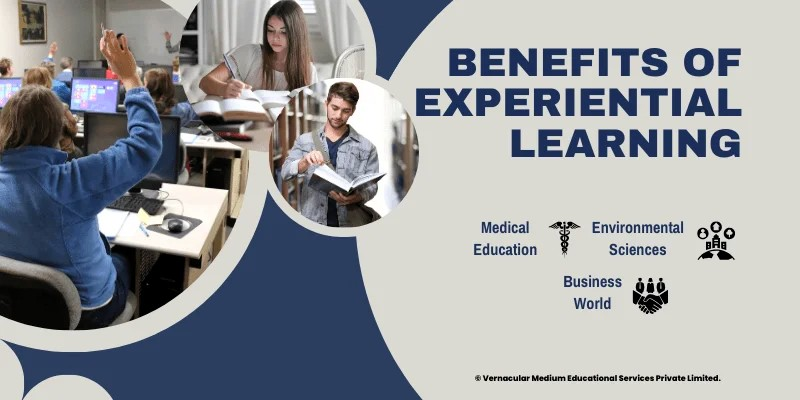 BENEFITS OF
EXPERIENTIAL
LEARNING
Medical
Education
Environmental
Sciences
Business
World
© Vernacular Medium Educational Services Private Limited.